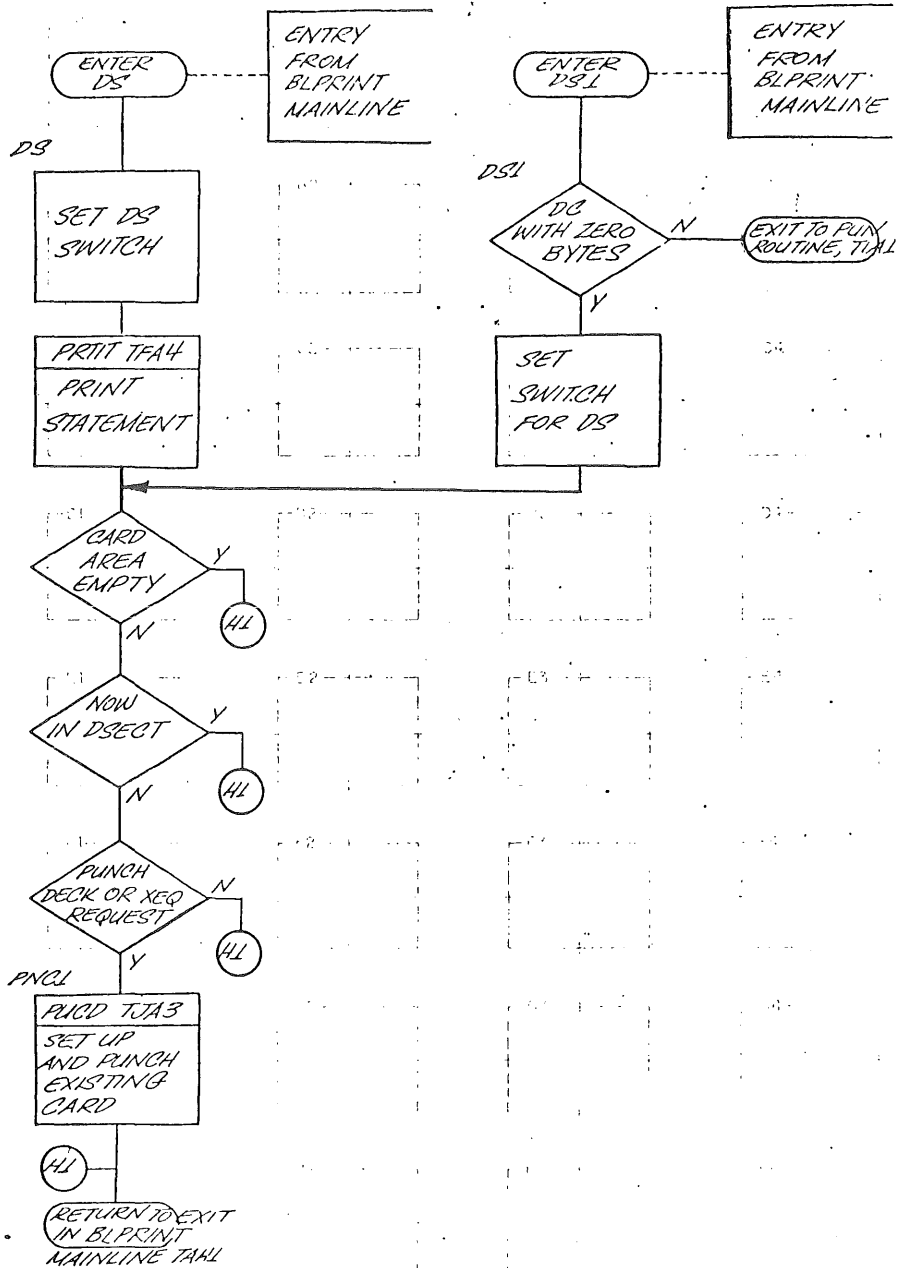 ENTER
DS
ENTRY
FROM
BLPRINT
MAINLINE
ENTER
DS1
ENTRY
FROM
BLPRINT
MAINLINE
DS
SET DS
SWITCH
DS1
DC
WITH ZERO
BYTES
N
EXIT TO PUN
ROUTINE,
Y
PRTIT TFA4
PRINT
STATEMENT
SET
SWITCH
FOR DS
CARD
AREA
EMPTY
Y
H1
N
NOW
IN DSECT
Y
H1
N
PUNCH
DECK OR XEQ
REQUEST
N
H1
Y
PNC1
PUCD TJA3
SET UP
AND PUNCH
EXISTING
CARD
H1
RETURN TO EXIT
IN BLPRINT
MAINLINE TAH1